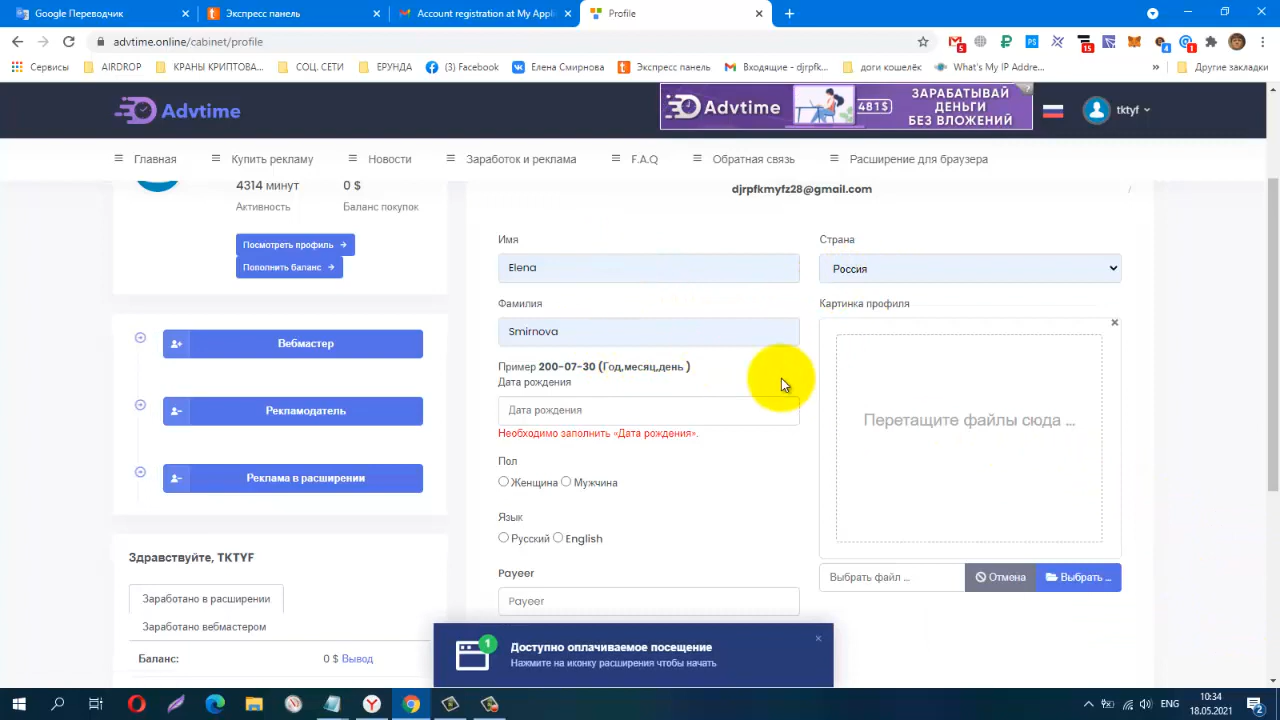 Google Переводчик
Экспресс панель
Account registration at My Appli
Profile
advtime.online/cabinet/profile
5
15
4
1
Сервисы
AIRDROP
КРАНЫ КРИПТОВА...
СОЦ. СЕТИ
ЕРУНДА
(3) Facebook
Елена Смирнова
Экспресс панель
Входящие - djrpfk...
доги кошелёк
What's My IP Addre...
»
Другие закладки
Advtime
Advtime
481$
ЗАРАБАТЫВАЙ
ДЕНЬГИ
БЕЗ ВЛОЖЕНИЙ
tktyf
Главная
Купить рекламу
Новости
Заработок и реклама
F.A.Q
Обратная связь
Расширение для браузера
4314 минут
0 $
Активность
Баланс покупок
Посмотреть профиль →
Пополнить баланс →
Вебмастер
Рекламодатель
Реклама в расширении
Здравствуйте, TKTYF
Заработано в расширении
Заработано вебмастером
Баланс:
0 $ Вывод
djrpfkmyfz28@gmail.com
/
Имя
Elena
Фамилия
Smirnova
Пример 200-07-30 (Год,месяц,день )
Дата рождения
Дата рождения
Необходимо заполнить «Дата рождения».
Пол
Женщина Мужчина
Язык
Русский English
Payeer
Payeer
Страна
Россия
Картинка профиля
Перетащите файлы сюда ...
Выбрать файл ...
Отмена
Выбрать ...
1
Доступно оплачиваемое посещение
Нажмите на иконку расширения чтобы начать
ENG
10:34
18.05.2021
2